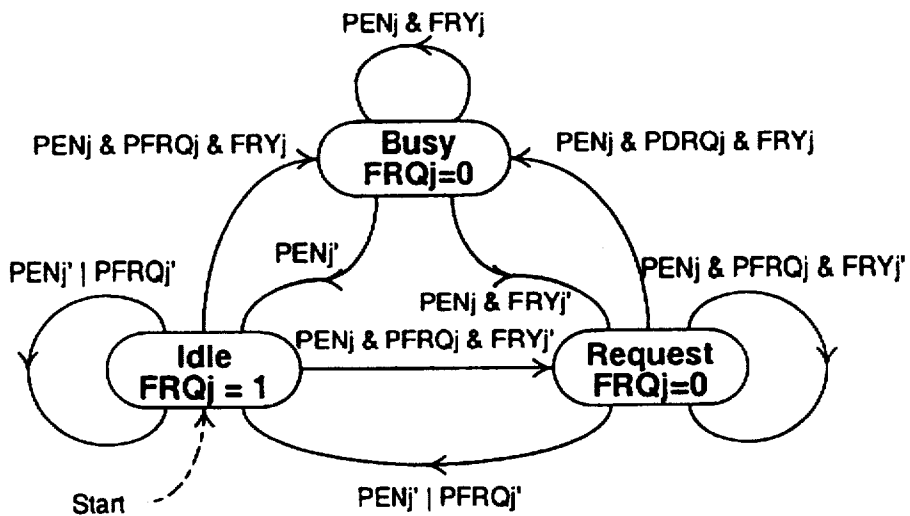 PENj & FRYj
PENj & PFRQj & FRYj
Busy
FRQj=0
PENj & PDRQj & FRYj
PENj'
PENj' | PFRQj'
PENj & FRYj'
PENj & PFRQj & FRYj'
PENj & PFRQj & FRYj'
Idle
FRQj = 1
Request
FRQj=0
Start
PENj' | PFRQj'